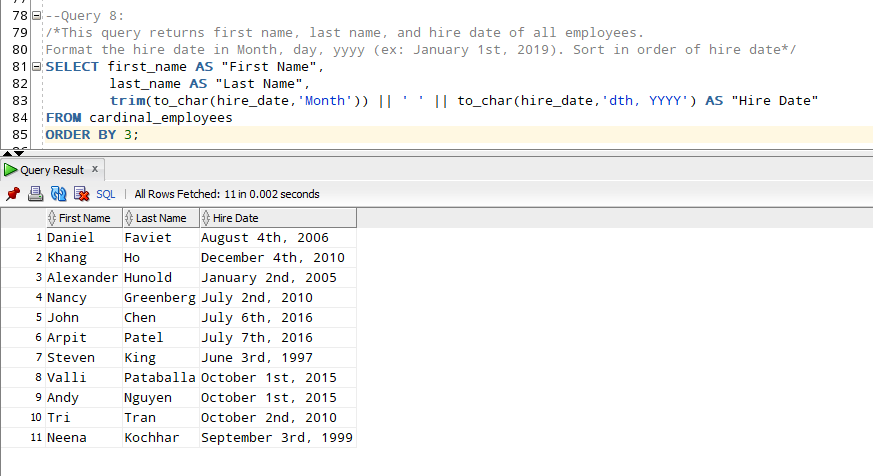 78 --Query 8:
79 /*This query returns first name, last name, and hire date of all employees.
80 Format the hire date in Month, day, yyyy (ex: January 1st, 2019). Sort in order of hire date*/
81 SELECT first_name AS "First Name",
82 last_name AS "Last Name",
83 trim(to_char(hire_date,'Month')) || ' ' || to_char(hire_date,'dth, YYYY') AS "Hire Date"
84 FROM cardinal_employees
85 ORDER BY 3;
Query Result x
SQL | All Rows Fetched: 11 in 0.002 seconds
First Name Last Name Hire Date
1 Daniel Faviet August 4th, 2006
2 Khang Ho December 4th, 2010
3 Alexander Hunold January 2nd, 2005
4 Nancy Greenberg July 2nd, 2010
5 John Chen July 6th, 2016
6 Arpit Patel July 7th, 2016
7 Steven King June 3rd, 1997
8 Valli Pataballa October 1st, 2015
9 Andy Nguyen October 1st, 2015
10 Tri Tran October 2nd, 2010
11 Neena Kochhar September 3rd, 1999